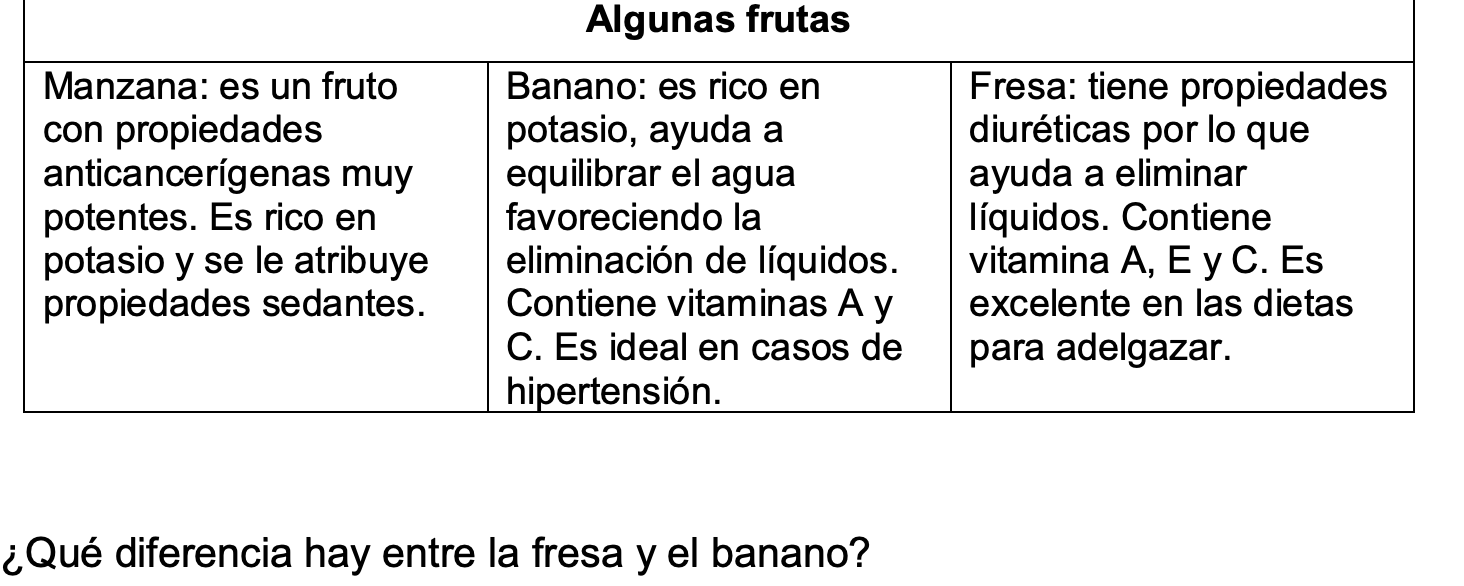 Algunas frutas
Manzana: es un fruto
con propiedades
anticancerígenas muy
potentes. Es rico en
potasio y se le atribuye
propiedades sedantes.
Banano: es rico en
potasio, ayuda a
equilibrar el agua
favoreciendo la
eliminación de líquidos.
Contiene vitaminas A y
C. Es ideal en casos de
hipertensión.
Fresa: tiene propiedades
diuréticas por lo que
ayuda a eliminar
líquidos. Contiene
vitamina A, E y C. Es
excelente en las dietas
para adelgazar.
¿Qué diferencia hay entre la fresa y el banano?